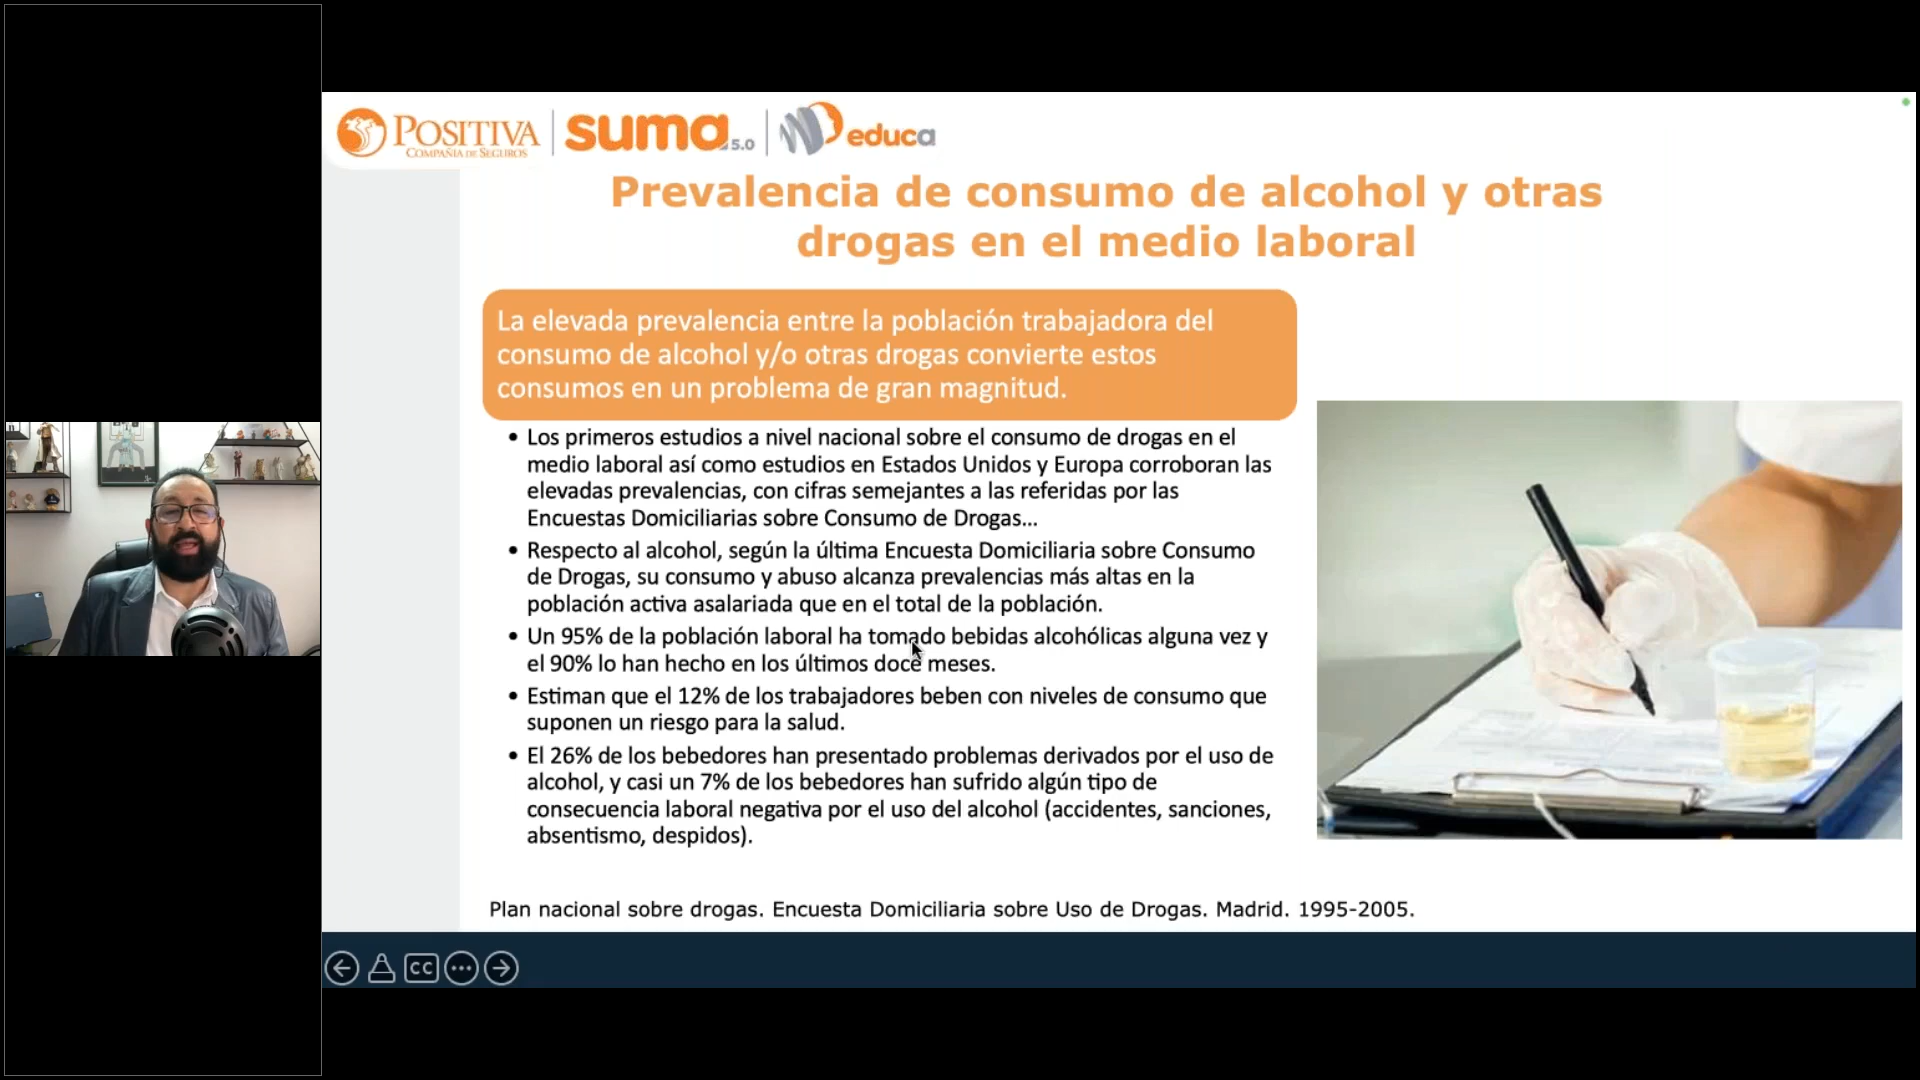 POSITIVA
COMPAÑÍA DE SEGUROS
suma 5.0
educa
Prevalencia de consumo de alcohol y otras
drogas en el medio laboral
La elevada prevalencia entre la población trabajadora del
consumo de alcohol y/o otras drogas convierte estos
consumos en un problema de gran magnitud.
• Los primeros estudios a nivel nacional sobre el consumo de drogas en el
medio laboral así como estudios en Estados Unidos y Europa corroboran las
elevadas prevalencias, con cifras semejantes a las referidas por las
Encuestas Domiciliarias sobre Consumo de Drogas...
• Respecto al alcohol, según la última Encuesta Domiciliaria sobre Consumo
de Drogas, su consumo y abuso alcanza prevalencias más altas en la
población activa asalariada que en el total de la población.
• Un 95% de la población laboral ha tomado bebidas alcohólicas alguna vez y
el 90% lo han hecho en los últimos doce meses.
• Estiman que el 12% de los trabajadores beben con niveles de consumo que
suponen un riesgo para la salud.
• El 26% de los bebedores han presentado problemas derivados por el uso de
alcohol, y casi un 7% de los bebedores han sufrido algún tipo de
consecuencia laboral negativa por el uso del alcohol (accidentes, sanciones,
absentismo, despidos).
Plan nacional sobre drogas. Encuesta Domiciliaria sobre Uso de Drogas. Madrid. 1995-2005.
CC